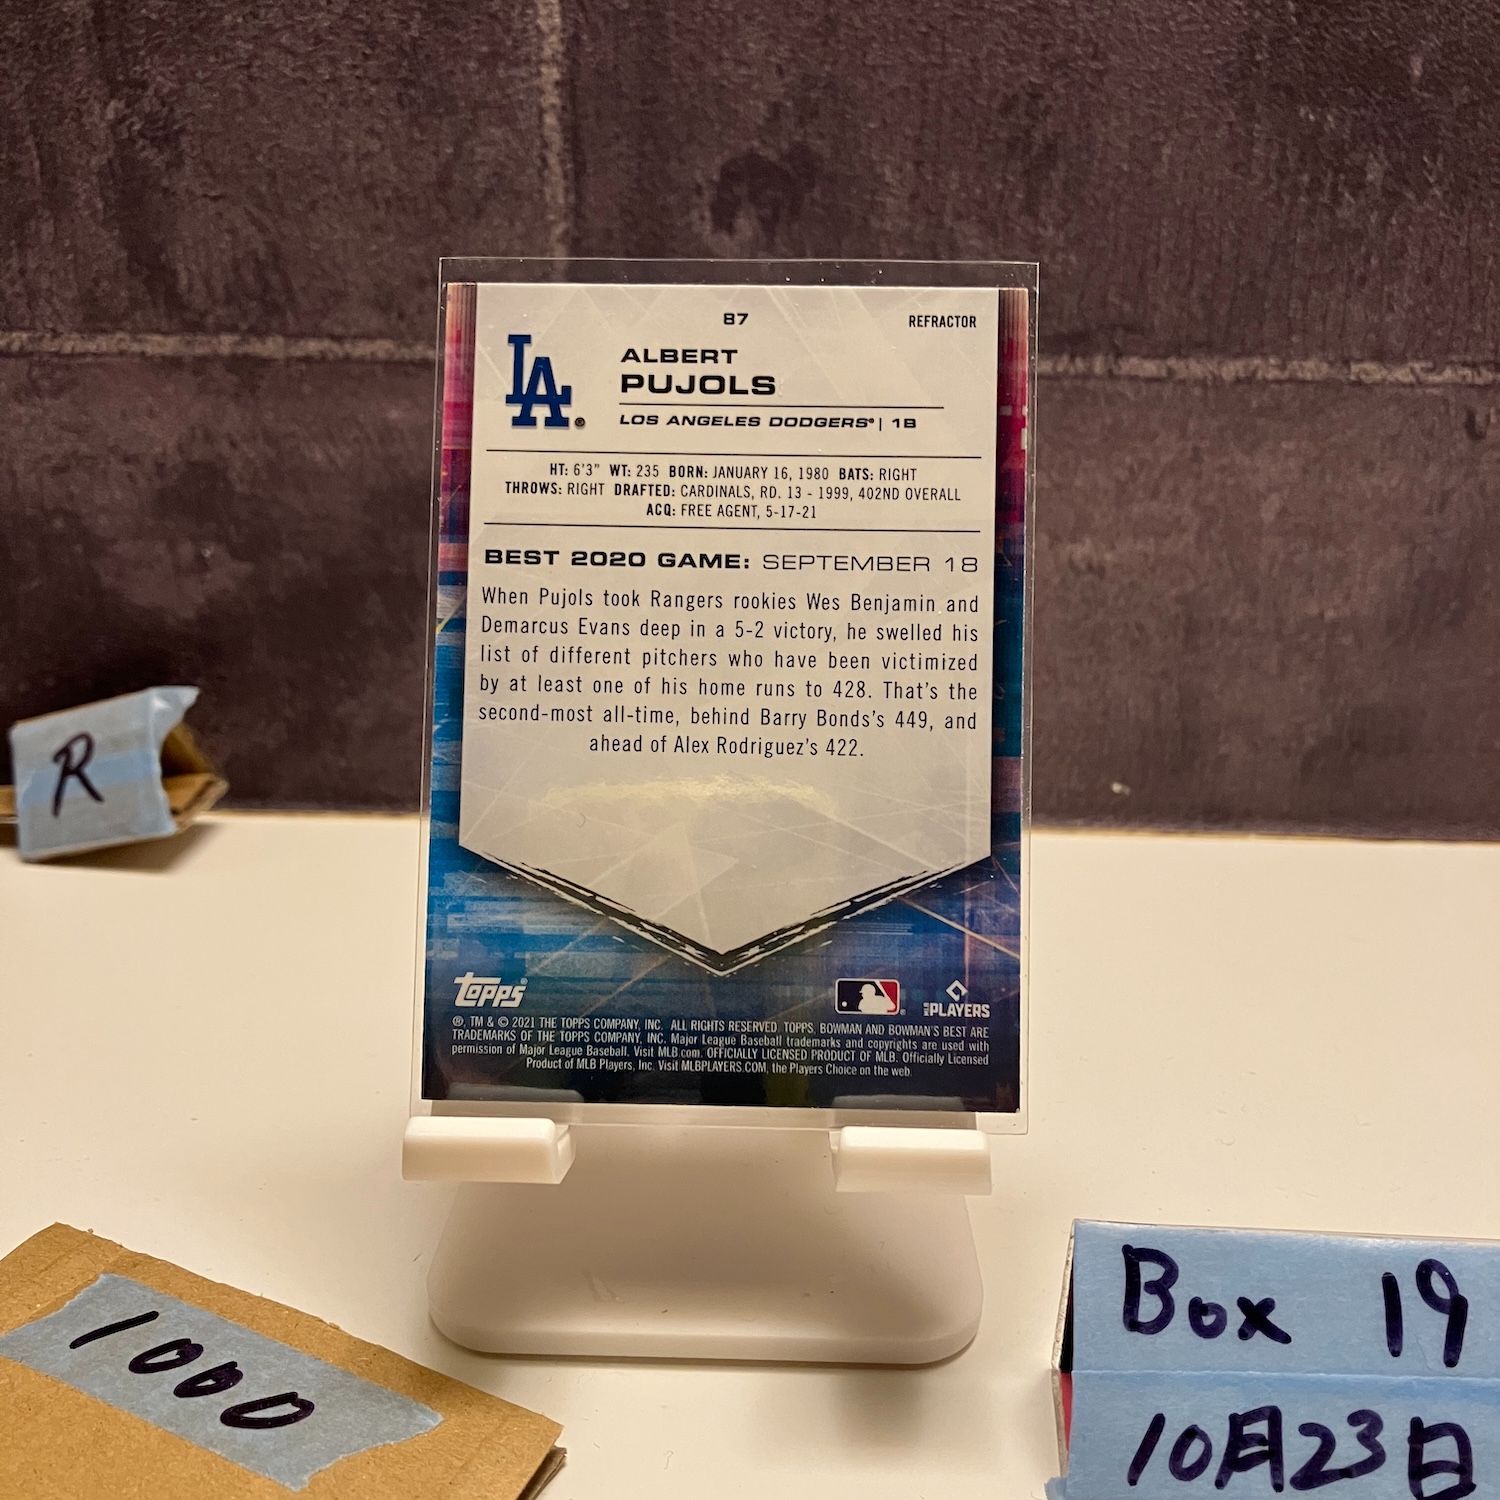 87
REFRACTOR
LA®
ALBERT
PUJOLS
LOS ANGELES DODGERS® | 1B
HT: 6'3" WT: 235 BORN: JANUARY 16, 1980 BATS: RIGHT
THROWS: RIGHT DRAFTED: CARDINALS, RD. 13 - 1999, 402ND OVERALL
ACQ: FREE AGENT, 5-17-21
BEST 2020 GAME: SEPTEMBER 18
When Pujols took Rangers rookies Wes Benjamin and
Demarcus Evans deep in a 5-2 victory, he swelled his
list of different pitchers who have been victimized
by at least one of his home runs to 428. That's the
second-most all-time, behind Barry Bonds's 449, and
ahead of Alex Rodriguez's 422.
R
Topps®
MLB PLAYERS
®, TM & © 2021 THE TOPPS COMPANY, INC. ALL RIGHTS RESERVED. TOPPS, BOWMAN AND BOWMAN'S BEST ARE
TRADEMARKS OF THE TOPPS COMPANY, INC. Major League Baseball trademarks and copyrights are used with
permission of Major League Baseball. Visit MLB.com. OFFICIALLY LICENSED PRODUCT OF MLB. Officially Licensed
Product of MLB Players, Inc. Visit MLBPLAYERS.COM, the Players Choice on the web.
1000
Box 19
10月23日